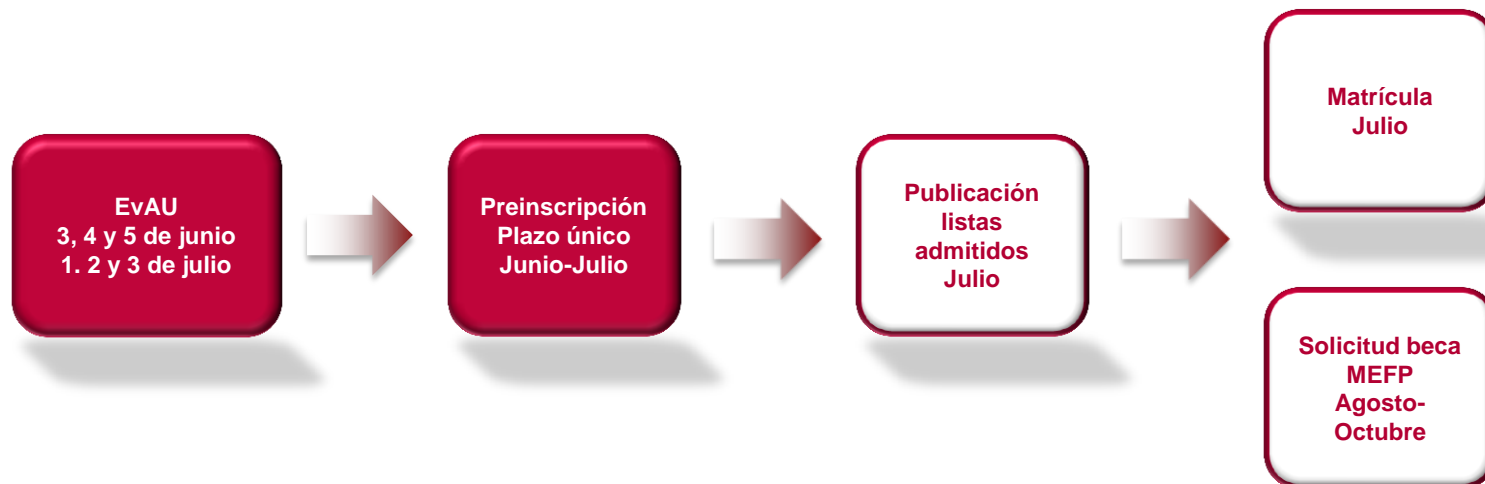 EvAU
3, 4 y 5 de junio
1. 2 y 3 de julio
Preinscripción
Plazo único
Junio-Julio
Publicación
listas
admitidos
Julio
Matrícula
Julio
Solicitud beca
MEFP
Agosto-
Octubre